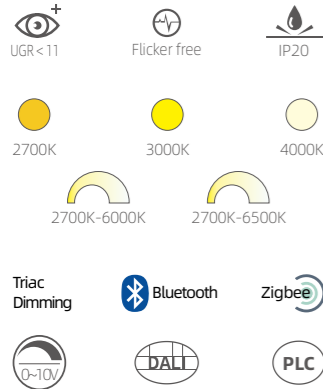 UGR<11 Flicker free IP20
2700K 3000K 4000K
2700K-6000K 2700K-6500K
Triac
Dimming
Bluetooth Zigbee
0~10V DALI PLC